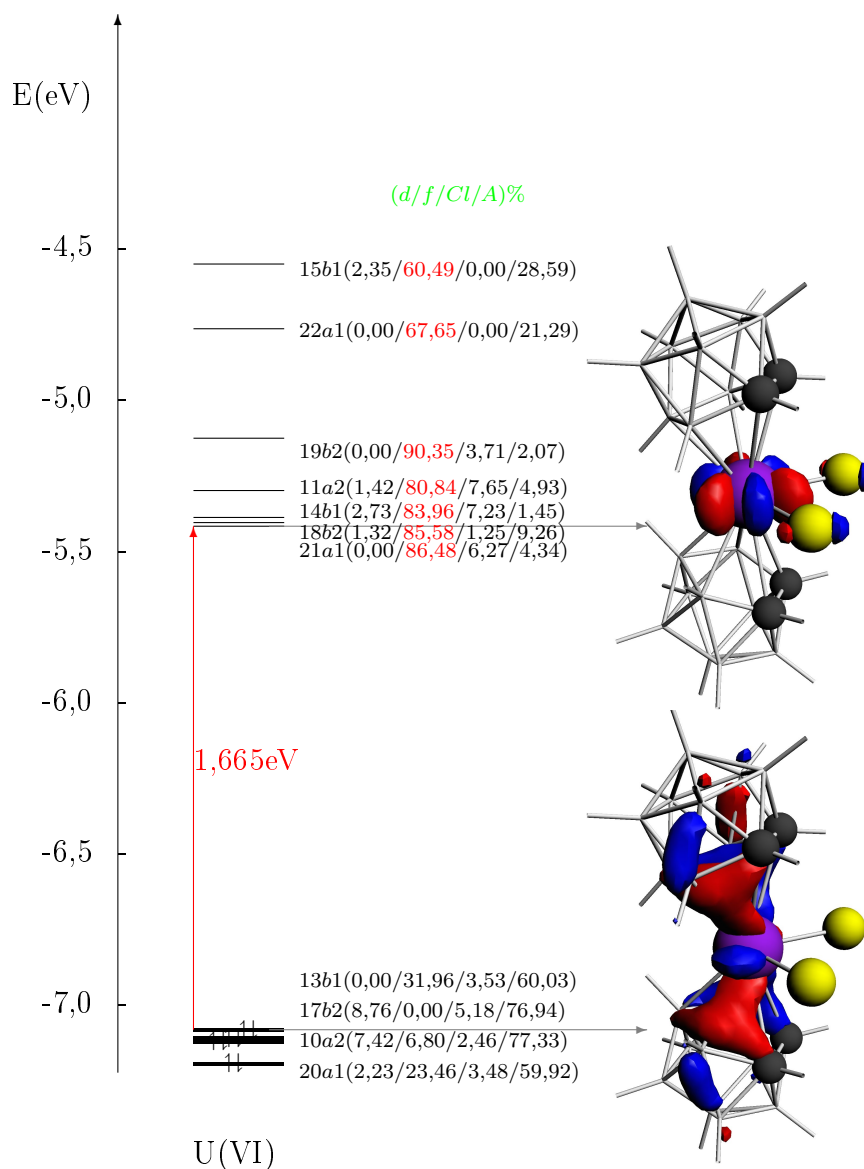 E(eV)
(d/f/Cl/A)%
-4,5
15b1(2,35/60,49/0,00/28,59)
22a1(0,00/67,65/0,00/21,29)
-5,0
19b2(0,00/90,35/3,71/2,07)
11a2(1,42/80,84/7,65/4,93)
14b1(2,73/83,96/7,23/1,45)
18b2(1,32/85,58/1,25/9,26)
-5,5
21a1(0,00/86,48/6,27/4,34)
-6,0
1,665eV
-6,5
13b1(0,00/31,96/3,53/60,03)
-7,0
17b2(8,76/0,00/5,18/76,94)
10a2(7,42/6,80/2,46/77,33)
20a1(2,23/23,46/3,48/59,92)
U(VI)